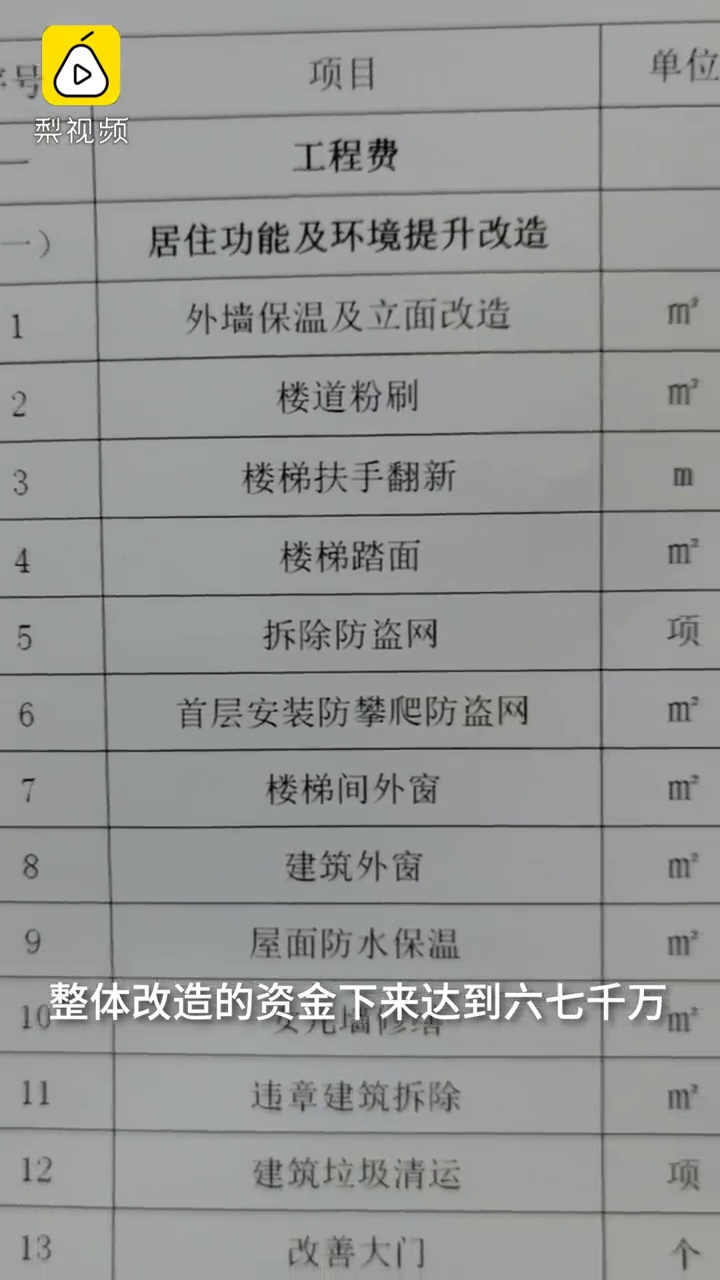 梨视频
号 项目 单位
一 工程费
一） 居住功能及环境提升改造
1 外墙保温及立面改造 m²
2 楼道粉刷 m²
3 楼梯扶手翻新 m
4 楼梯踏面 m²
5 拆除防盗网 项
6 首层安装防攀爬防盗网 m²
7 楼梯间外窗 m²
8 建筑外窗 m²
9 屋面防水保温 m²
整体改造的资金下来达到六七千万
10 m²
11 违章建筑拆除 m²
12 建筑垃圾清运 项
13 改善大门 个